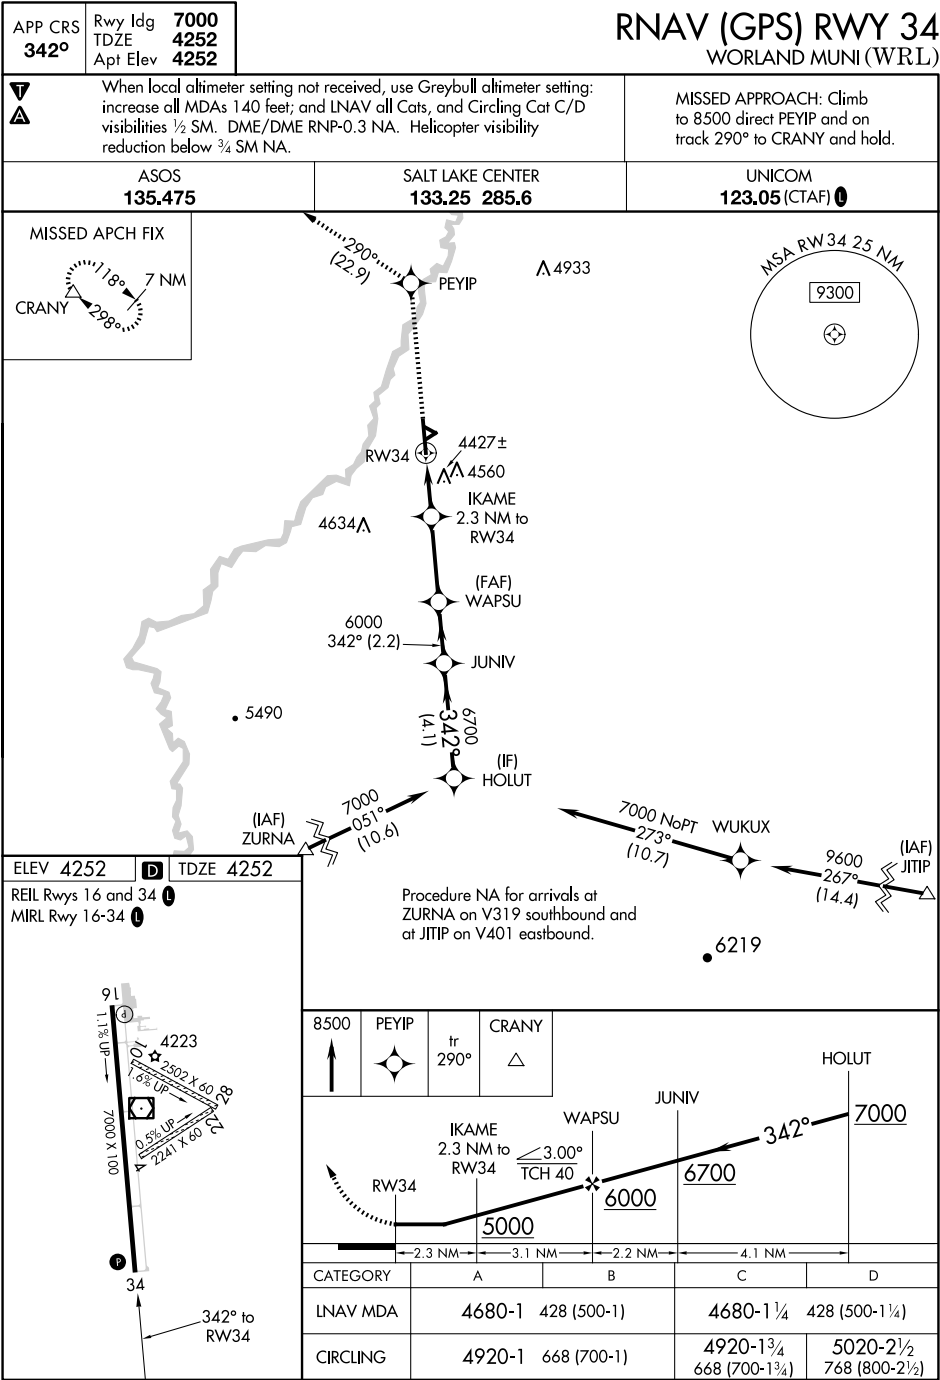 APP CRS
342°
Rwy Idg 7000
TDZE 4252
Apt Elev 4252
RNAV (GPS) RWY 34
WORLAND MUNI (WRL)
T
A
When local altimeter setting not received, use Greybull altimeter setting:
increase all MDAs 140 feet; and LNAV all Cats, and Circling Cat C/D
visibilities ½ SM. DME/DME RNP-0.3 NA. Helicopter visibility
reduction below ¾ SM NA.
MISSED APPROACH: Climb
to 8500 direct PEYIP and on
track 290° to CRANY and hold.
ASOS
135.475
SALT LAKE CENTER
133.25 285.6
UNICOM
123.05 (CTAF) L
MISSED APCH FIX
118°
7 NM
CRANY
298°
290°
(22.9)
PEYIP
4933
MSA RW34 25 NM
9300
RW34
4427±
4560
IKAME
2.3 NM to
RW34
4634
(FAF)
WAPSU
6000
342° (2.2)
JUNIV
5490
6700
342°
(4.1)
(IF)
HOLUT
(IAF)
ZURNA
7000
051°
(10.6)
7000 NoPT
273°
(10.7)
WUKUX
9600
267°
(14.4)
(IAF)
JITIP
Procedure NA for arrivals at
ZURNA on V319 southbound and
at JITIP on V401 eastbound.
6219
ELEV 4252
D
TDZE 4252
REIL Rwys 16 and 34 L
MIRL Rwy 16-34 L
16
P
1.1% UP
10
4223
2502 X 60
1.6% UP
28
22
0.5% UP
2241 X 60
4
7000 X 100
P
34
342° to
RW34
8500
PEYIP
tr
290°
CRANY
HOLUT
JUNIV
WAPSU
IKAME
2.3 NM to
RW34
3.00°
TCH 40
RW34
342°
7000
6700
6000
5000
2.3 NM
3.1 NM
2.2 NM
4.1 NM
CATEGORY A B C D
LNAV MDA 4680-1 428 (500-1) 4680-1¼ 428 (500-1¼)
CIRCLING 4920-1 668 (700-1) 4920-1¾ 668 (700-1¾) 5020-2½ 768 (800-2½)